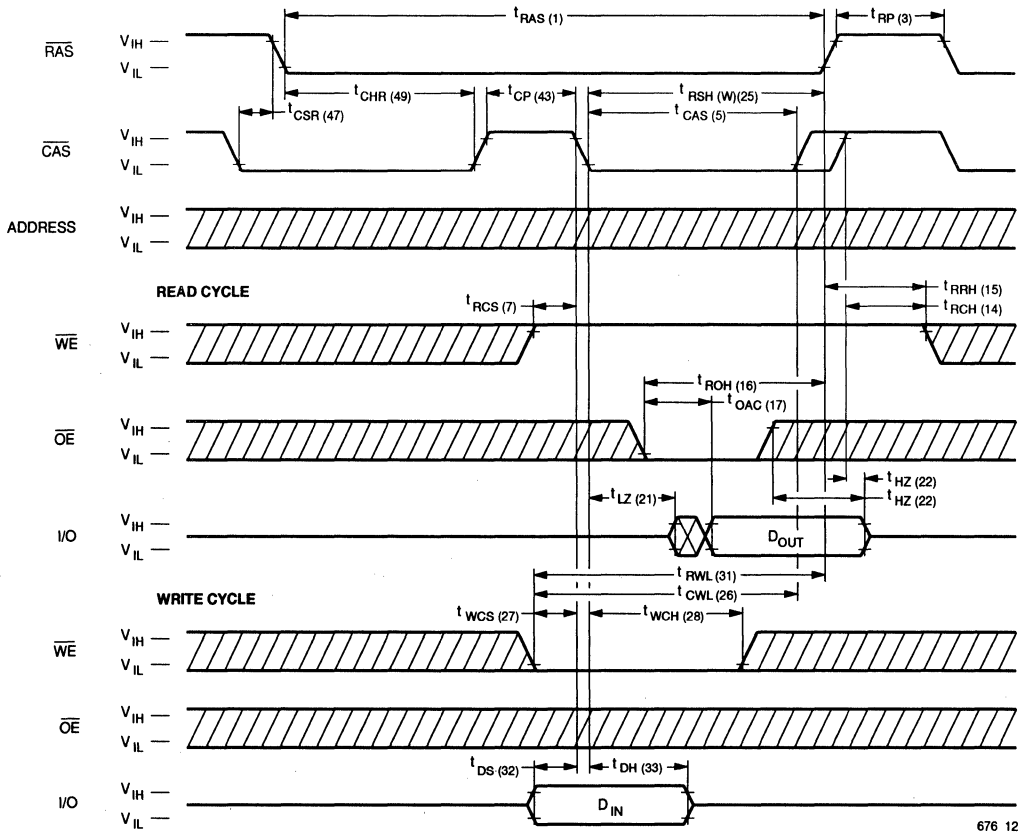 t RAS (1)
t RP (3)
RAS
V IH
V IL
t CHR (49)
t CP (43)
t RSH (W)(25)
t CSR (47)
t CAS (5)
CAS
V IH
V IL
ADDRESS
V IH
V IL
READ CYCLE
t RCS (7)
t RRH (15)
t RCH (14)
WE
V IH
V IL
t ROH (16)
t OAC (17)
OE
V IH
V IL
t HZ (22)
t LZ (21)
t HZ (22)
I/O
V IH
V IL
D OUT
t RWL (31)
WRITE CYCLE
t CWL (26)
t WCS (27)
t WCH (28)
WE
V IH
V IL
OE
V IH
V IL
t DS (32)
t DH (33)
I/O
V IH
V IL
D IN
676 12